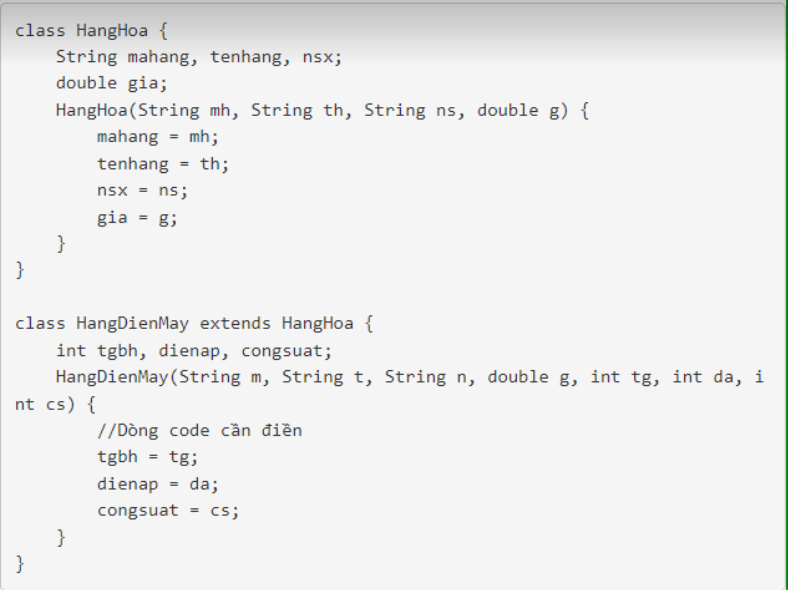 class HangHoa {
    String mahang, tenhang, nsx;
    double gia;
    HangHoa(String mh, String th, String ns, double g) {
        mahang = mh;
        tenhang = th;
        nsx = ns;
        gia = g;
    }
}

class HangDienMay extends HangHoa {
    int tgbh, dienap, congsuat;
    HangDienMay(String m, String t, String n, double g, int tg, int da, i
nt cs) {
        //Dòng code cần điền
        tgbh = tg;
        dienap = da;
        congsuat = cs;
    }
}